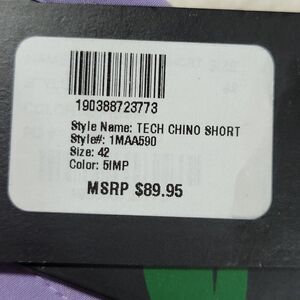 190388723773
Style Name: TECH CHINO SHORT
Style#: 1MAA590
Size: 42
Color: 5IMP
MSRP $89.95